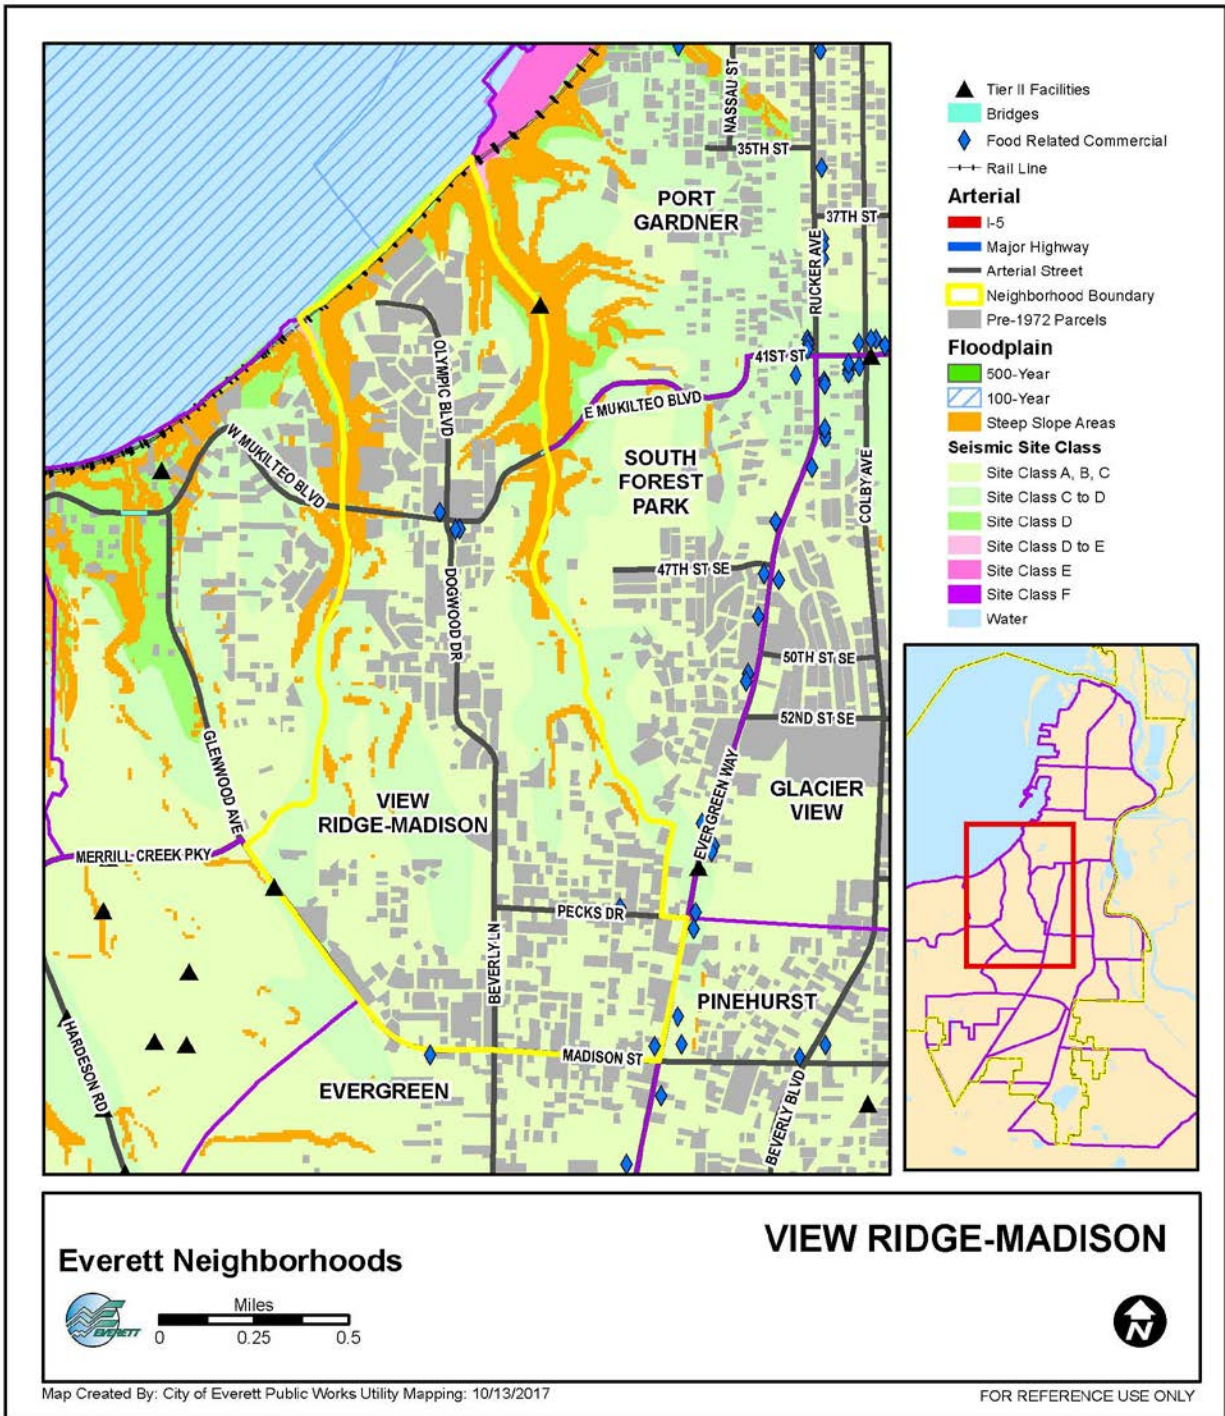 NASSAU ST
35TH ST
PORT
GARDNER
37TH ST
RUCKER AVE
41ST ST
OLYMPIC BLVD
E MUKILTEO BLVD
W MUKILTEO BLVD
SOUTH
FOREST
PARK
COLBY AVE
47TH ST SE
DOGWOOD DR
50TH ST SE
52ND ST SE
GLENWOOD AVE
EVERGREEN WAY
GLACIER
VIEW
VIEW
RIDGE-MADISON
MERRILL CREEK PKY
PECKS DR
BEVERLY LN
PINEHURST
HARDESON RD
MADISON ST
EVERGREEN
BEVERLY BLVD
Tier II Facilities
Bridges
Food Related Commercial
Rail Line
Arterial
I-5
Major Highway
Arterial Street
Neighborhood Boundary
Pre-1972 Parcels
Floodplain
500-Year
100-Year
Steep Slope Areas
Seismic Site Class
Site Class A, B, C
Site Class C to D
Site Class D
Site Class D to E
Site Class E
Site Class F
Water
VIEW RIDGE-MADISON
Everett Neighborhoods
EVERETT
Miles
0 0.25 0.5
N
Map Created By: City of Everett Public Works Utility Mapping: 10/13/2017
FOR REFERENCE USE ONLY